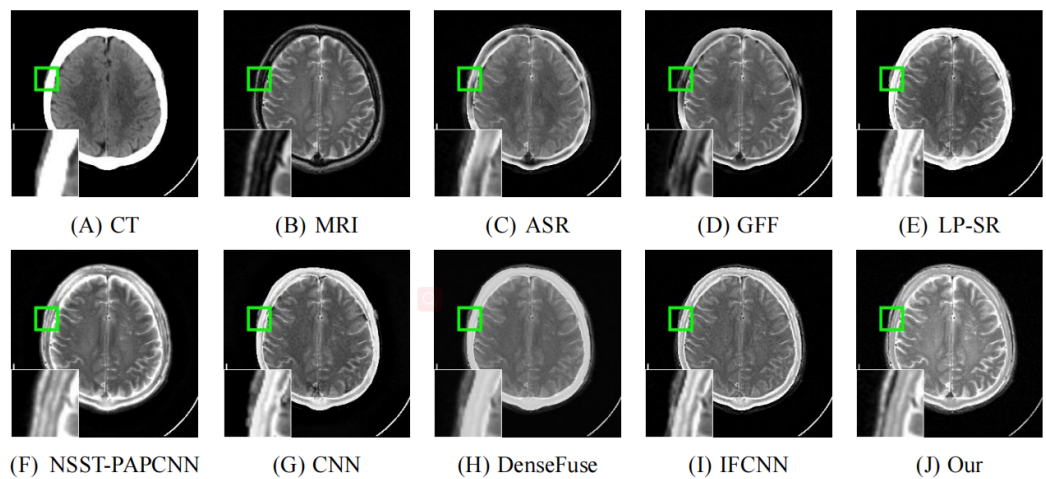 (A) CT
(B) MRI
(C) ASR
(D) GFF
(E) LP-SR
(F) NSST-PAPCNN
(G) CNN
(H) DenseFuse
(I) IFCNN
(J) Our